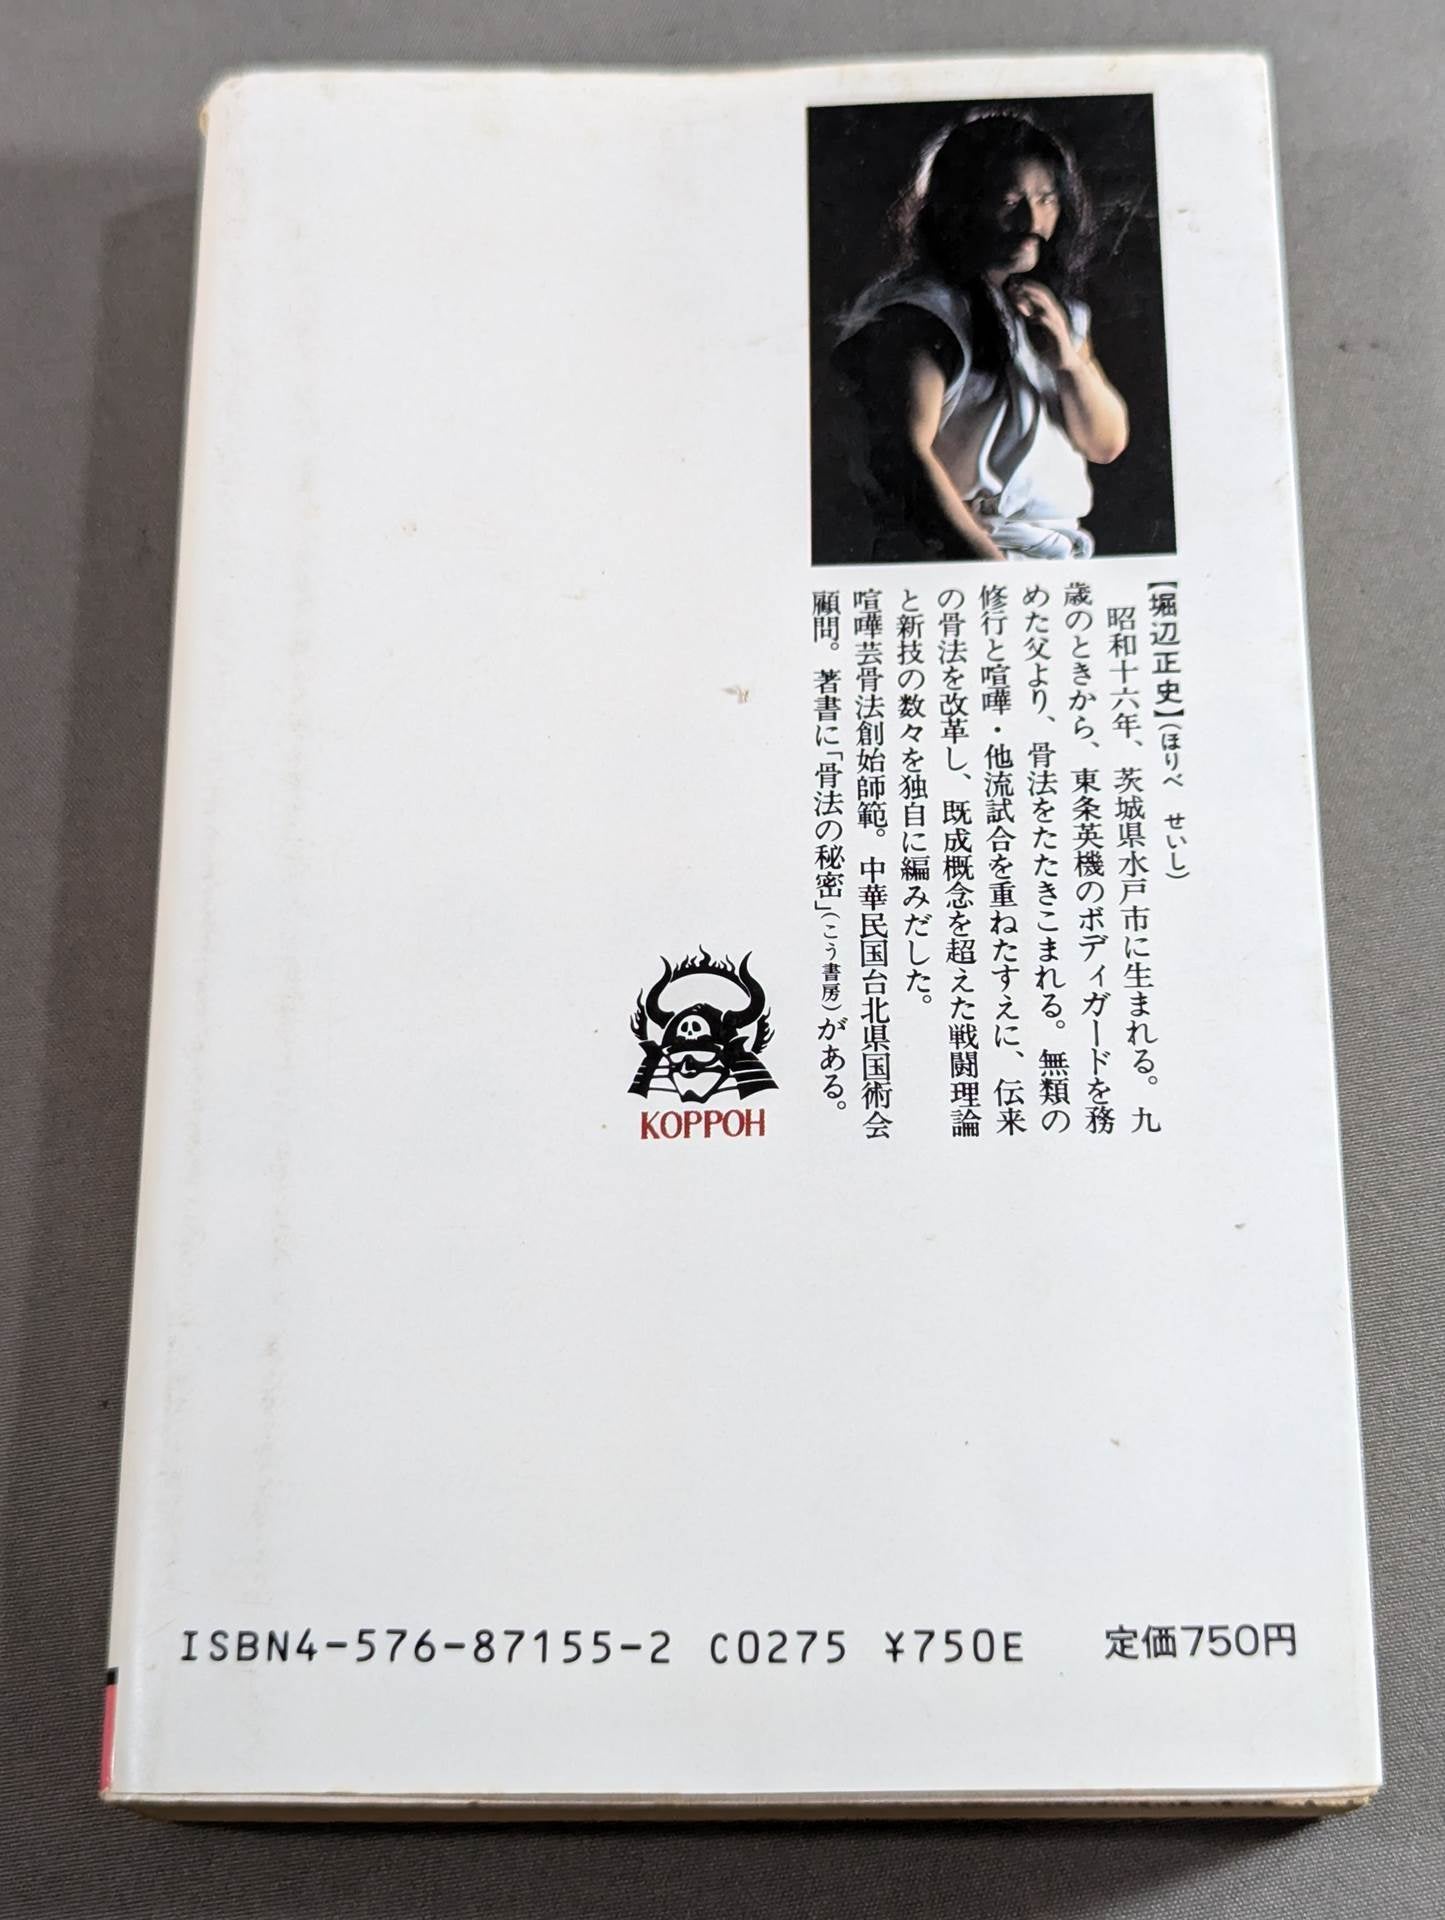 【堀辺正史】(ほりべ せいし)
昭和十六年、茨城県水戸市に生まれる。九
歳のときから、東条英機のボディガードを務
めた父より、骨法をたたきこまれる。無類の
修行と喧嘩・他流試合を重ねたすえに、伝来
の骨法を改革し、既成概念を超えた戦闘理論
と新技の数々を独自に編みだした。
喧嘩芸骨法創始師範。中華民国台北県国術会
顧問。著書に「骨法の秘密」(こう書房)がある。
KOPPOH
ISBN4-576-87155-2 C0275 ¥750E 定価750円